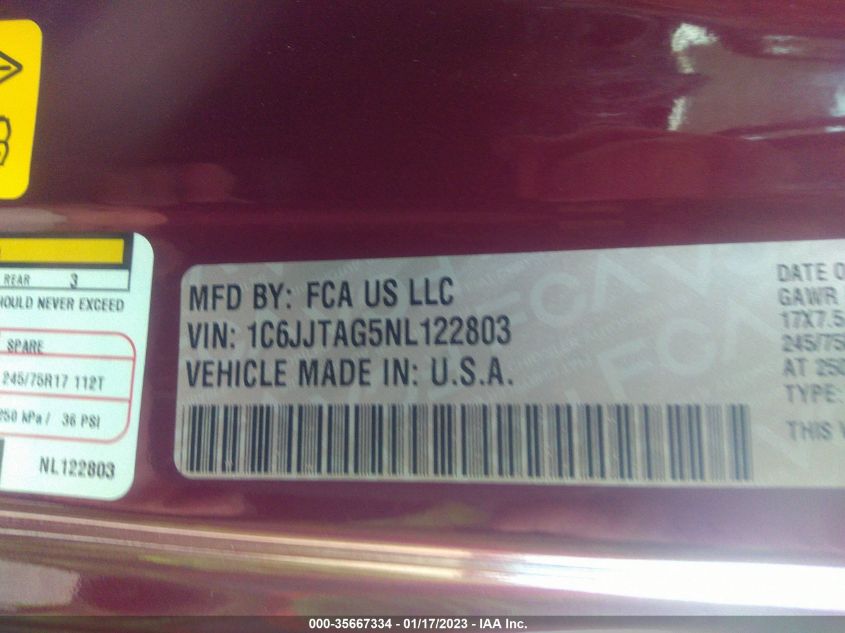 REAR 3
HOULD NEVER EXCEED
SPARE
245/75R17 112T
250 kPa / 36 PSI
NL122803
MFD BY: FCA US LLC
VIN: 1C6JJTAG5NL122803
VEHICLE MADE IN: U.S.A.
DATE O
GAWR
17X7.5
245/75
AT 250
TYPE:
THIS V
000-35667334 - 01/17/2023 - IAA Inc.